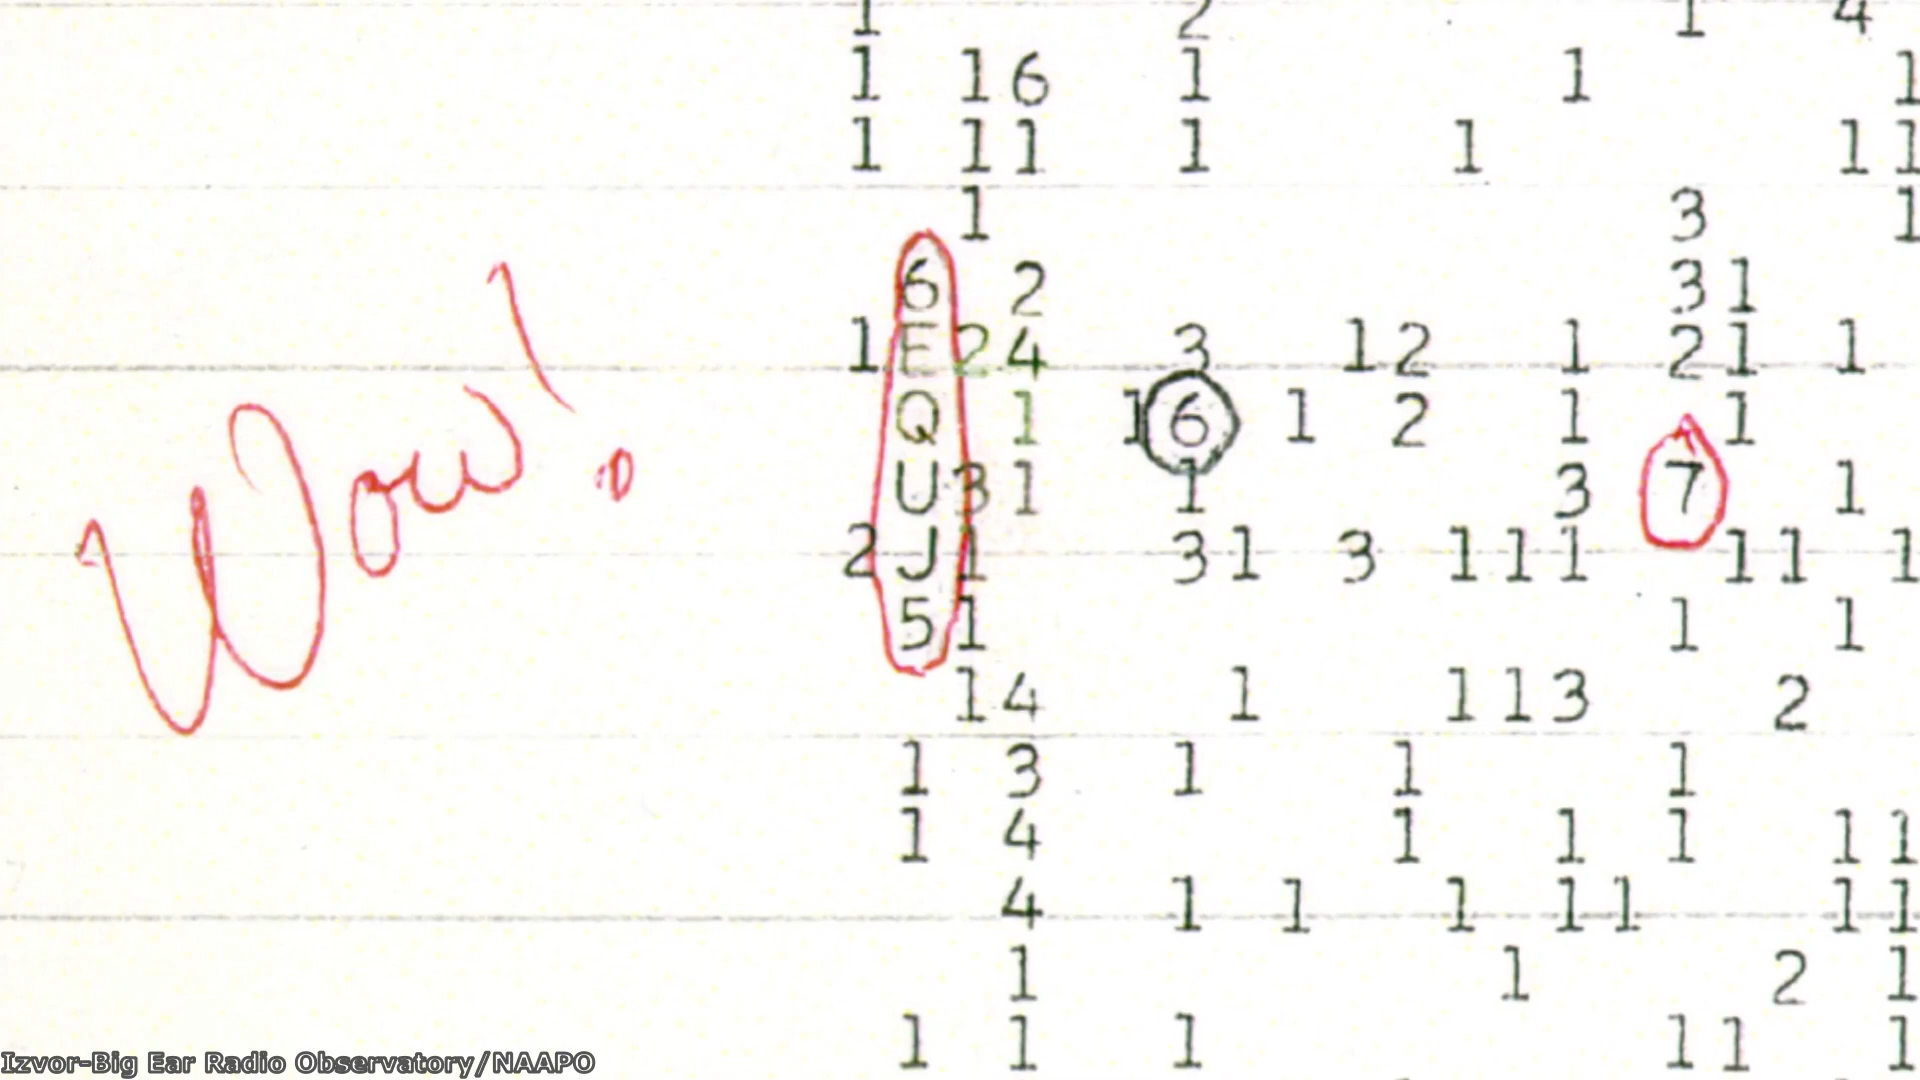 1 2 1 4
1 16 1 1 1
1 11 1 1 11
1 3 1
6 2 31
1E24 3 12 1 21 1
Q 1 16 1 2 1 1
U31 1 3 7 1
2J1 31 3 111 11 1
51 1 1
14 1 113 2
1 3 1 1 1
1 4 1 1 1 11
4 1 1 1 11 11
1 1 2 1
1 1 1 11 1
Wow!
Izvor-Big Ear Radio Observatory/NAAPO